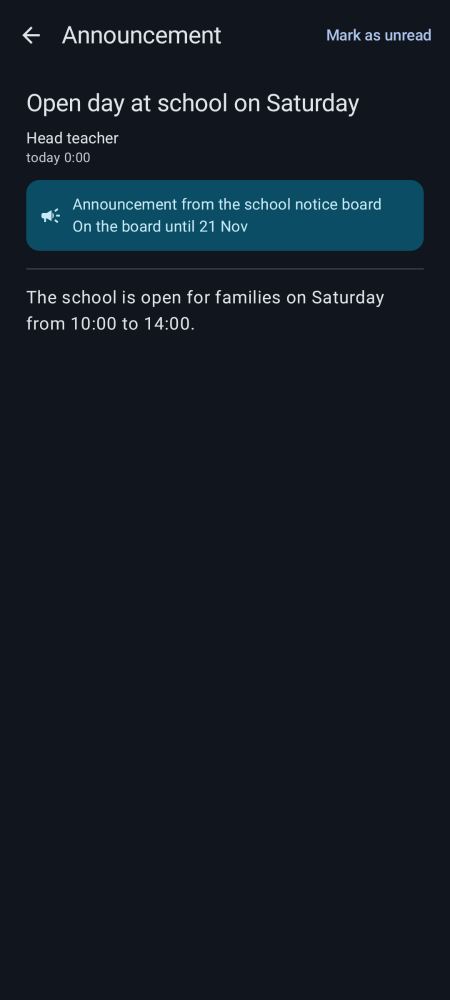 Announcement
Mark as unread
Open day at school on Saturday
Head teacher
today 0:00
Announcement from the school notice board
On the board until 21 Nov
The school is open for families on Saturday
from 10:00 to 14:00.